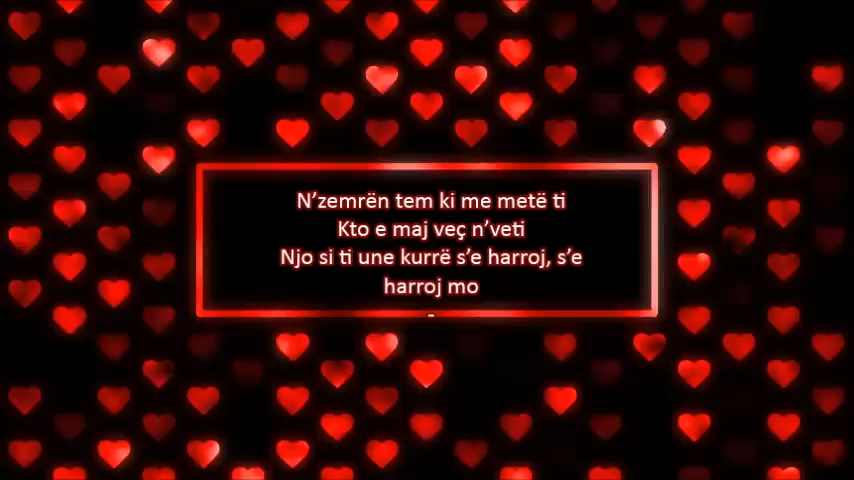 N’zemrën tem ki me metë ti
Kto e maj veç n’veti
Njo si ti une kurrë s’e harroj, s’e
harroj mo